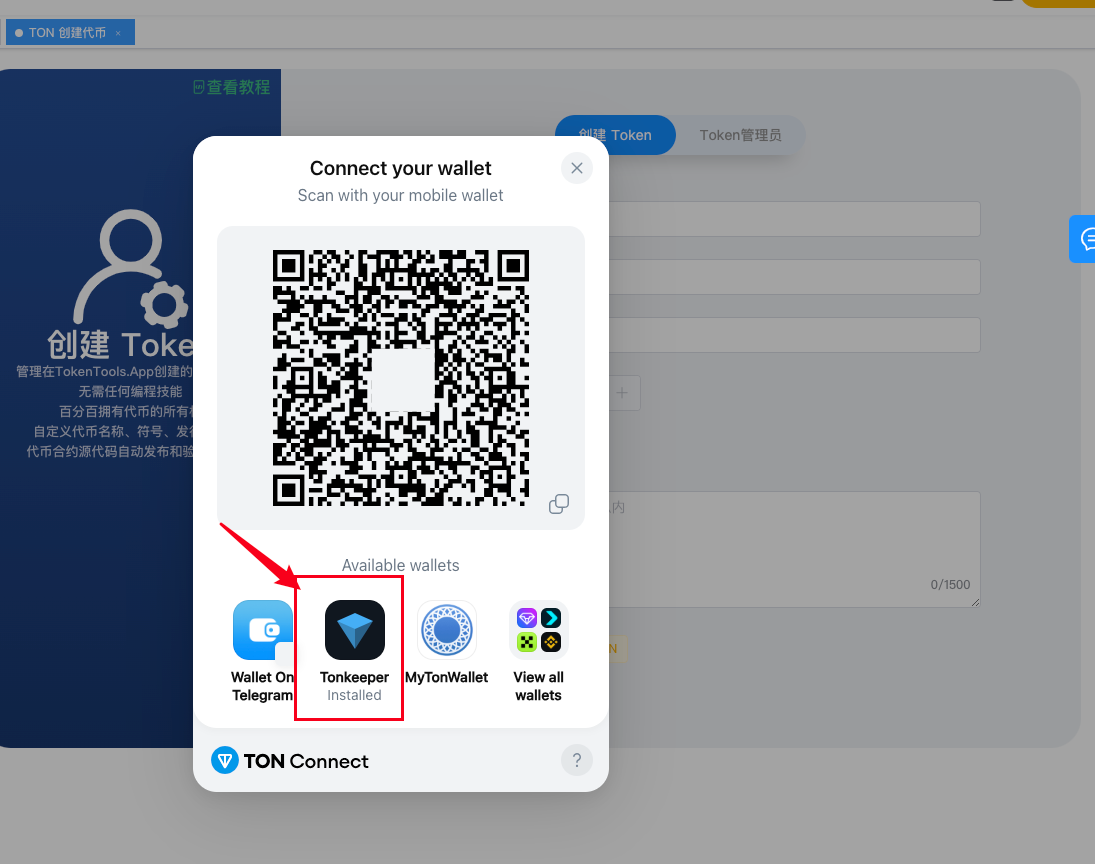 TON 创建代币 ×
查看教程
创建 Token
Token管理员
Connect your wallet
Scan with your mobile wallet
创建 Toke
管理在TokenTools.App创建的
无需任何编程技能
百分百拥有代币的所有
自定义代币名称、符号、发
代币合约源代码自动发布和验
内
0/1500
N
Available wallets
Wallet On
Telegram
Tonkeeper
Installed
MyTonWallet
View all
wallets
TON Connect
?